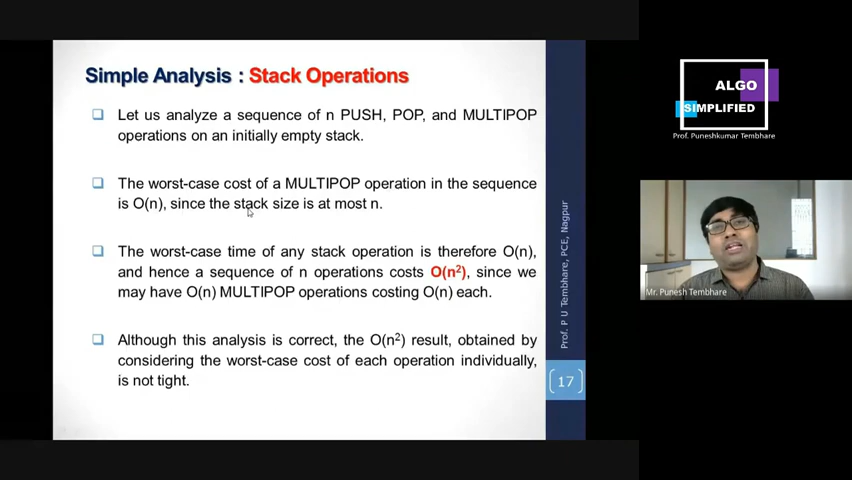 Simple Analysis : Stack Operations
Let us analyze a sequence of n PUSH, POP, and MULTIPOP
operations on an initially empty stack.
The worst-case cost of a MULTIPOP operation in the sequence
is O(n), since the stack size is at most n.
The worst-case time of any stack operation is therefore O(n),
and hence a sequence of n operations costs O(n²), since we
may have O(n) MULTIPOP operations costing O(n) each.
Although this analysis is correct, the O(n²) result, obtained by
considering the worst-case cost of each operation individually,
is not tight.
Prof. P U Tembhare, PCE, Nagpur
17
ALGO
SIMPLIFIED
Prof. Puneshkumar Tembhare
Mr. Punesh Tembhare